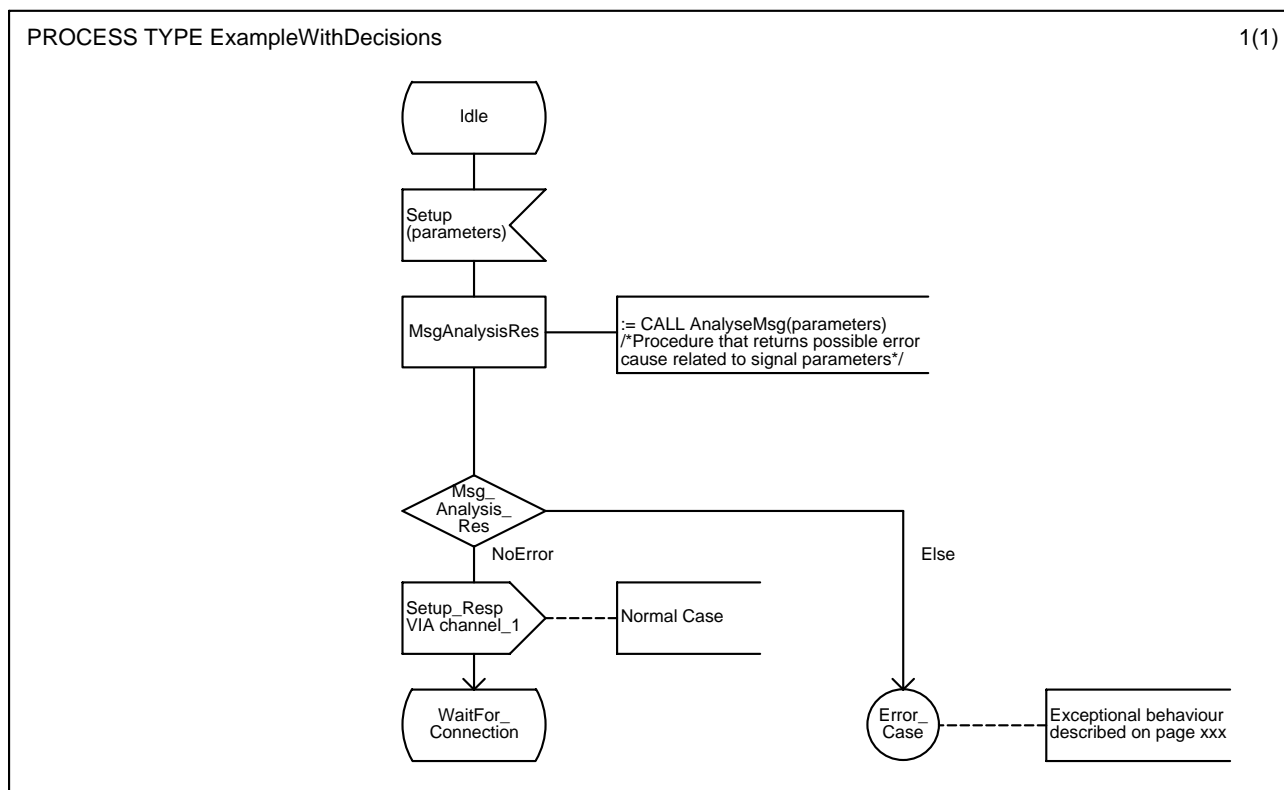 PROCESS TYPE ExampleWithDecisions
1(1)
Idle
Setup
(parameters)
MsgAnalysisRes
:= CALL AnalyseMsg(parameters)
/*Procedure that returns possible error
cause related to signal parameters*/
Msg_
Analysis_
Res
NoError
Else
Setup_Resp
VIA channel_1
Normal Case
WaitFor_
Connection
Error_
Case
Exceptional behaviour
described on page xxx